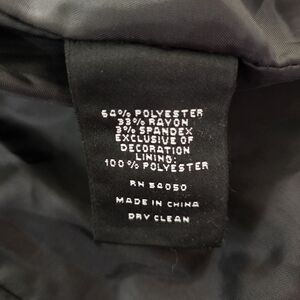 64% POLYESTER
33% RAYON
3% SPANDEX
EXCLUSIVE OF
DECORATION
LINING:
100% POLYESTER
RN 54050
MADE IN CHINA
DRY CLEAN